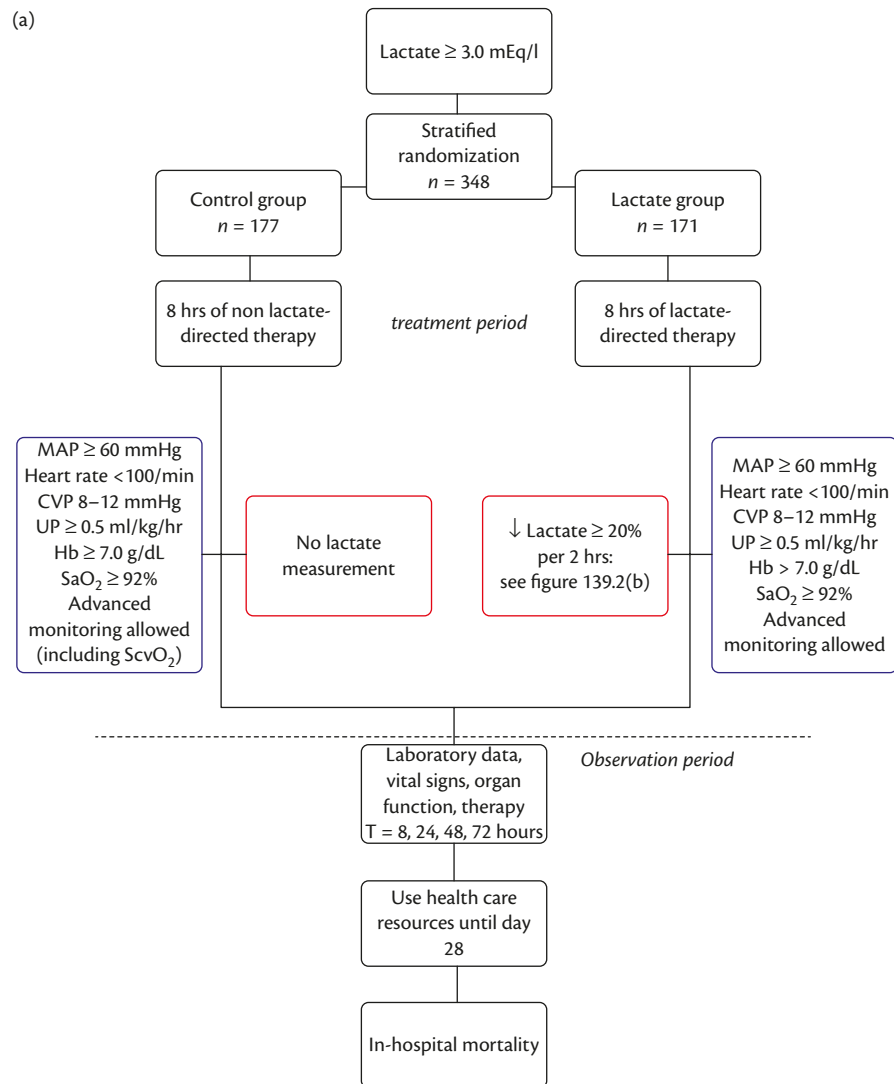 (a)
Lactate ≥ 3.0 mEq/l
Stratified
randomization
n = 348
Control group
n = 177
Lactate group
n = 171
8 hrs of non lactate-
directed therapy
treatment period
8 hrs of lactate-
directed therapy
MAP ≥ 60 mmHg
Heart rate <100/min
CVP 8–12 mmHg
UP ≥ 0.5 ml/kg/hr
Hb ≥ 7.0 g/dL
SaO₂ ≥ 92%
Advanced
monitoring allowed
(including ScvO₂)
No lactate
measurement
↓ Lactate ≥ 20%
per 2 hrs:
see figure 139.2(b)
MAP ≥ 60 mmHg
Heart rate <100/min
CVP 8–12 mmHg
UP ≥ 0.5 ml/kg/hr
Hb > 7.0 g/dL
SaO₂ ≥ 92%
Advanced
monitoring allowed
Observation period
Laboratory data,
vital signs, organ
function, therapy
T = 8, 24, 48, 72 hours
Use health care
resources until day
28
In-hospital mortality